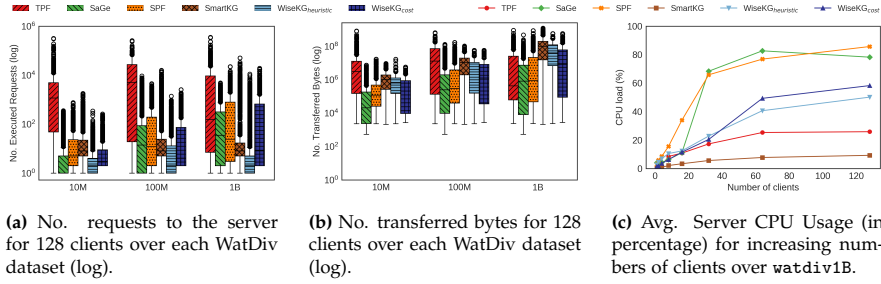 TPF SaGe SPF SmartKG WiseKGheuristic WiseKGcost
No. Executed Requests (log)
10^6
10^4
10^2
10^0
10M 100M 1B
(a) No. requests to the server
for 128 clients over each WatDiv
dataset (log).
No. Transferred Bytes (log)
10^8
10^6
10^4
10^2
10^0
10M 100M 1B
(b) No. transferred bytes for 128
clients over each WatDiv dataset
(log).
TPF SaGe SPF SmartKG WiseKGheuristic WiseKGcost
CPU load (%)
100
80
60
40
20
0
0 20 40 60 80 100 120
Number of clients
(c) Avg. Server CPU Usage (in
percentage) for increasing num-
bers of clients over watdiv1B.